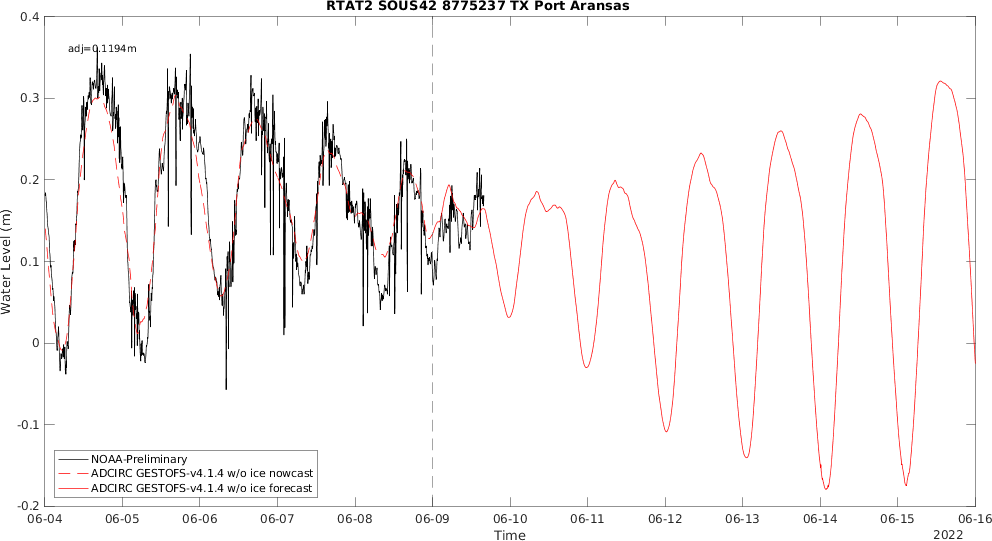 RTAT2 SOUS42 8775237 TX Port Aransas
adj=0.1194m
0.4
0.3
0.2
0.1
0
-0.1
-0.2
Water Level (m)
NOAA-Preliminary
ADCIRC GESTOFS-v4.1.4 w/o ice nowcast
ADCIRC GESTOFS-v4.1.4 w/o ice forecast
06-04 06-05 06-06 06-07 06-08 06-09 06-10 06-11 06-12 06-13 06-14 06-15 06-16
Time
2022